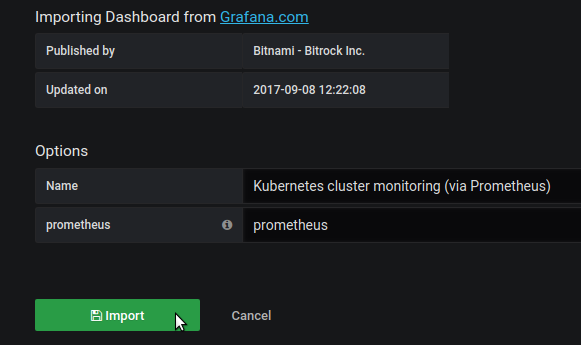 Importing Dashboard from Grafana.com
Published by Bitnami - Bitrock Inc.
Updated on 2017-09-08 12:22:08
Options
Name Kubernetes cluster monitoring (via Prometheus)
prometheus prometheus
Import Cancel